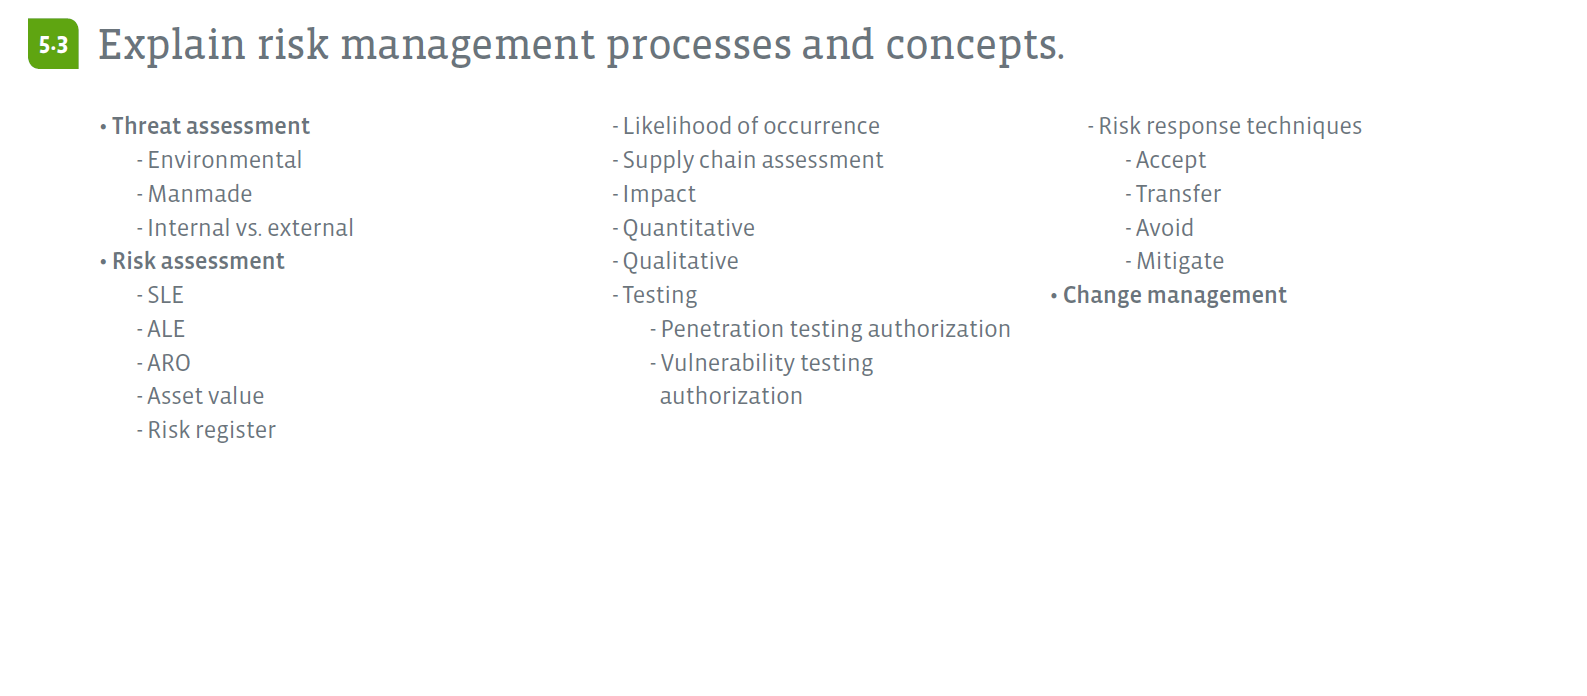 5.3 Explain risk management processes and concepts.
• Threat assessment
- Environmental
- Manmade
- Internal vs. external
• Risk assessment
- SLE
- ALE
- ARO
- Asset value
- Risk register
- Likelihood of occurrence
- Supply chain assessment
- Impact
- Quantitative
- Qualitative
- Testing
- Penetration testing authorization
- Vulnerability testing
authorization
- Risk response techniques
- Accept
- Transfer
- Avoid
- Mitigate
• Change management